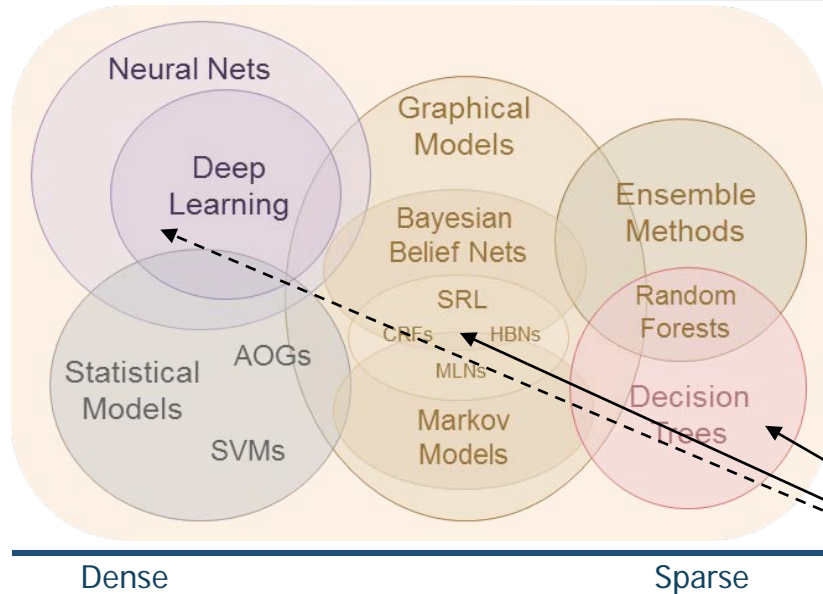 Neural Nets
Deep
Learning
Graphical
Models
Ensemble
Methods
Bayesian
Belief Nets
SRL
CRFs HBNs
MLNs
Random
Forests
AOGs
Statistical
Models
SVMs
Markov
Models
Decision
Trees
Dense Sparse